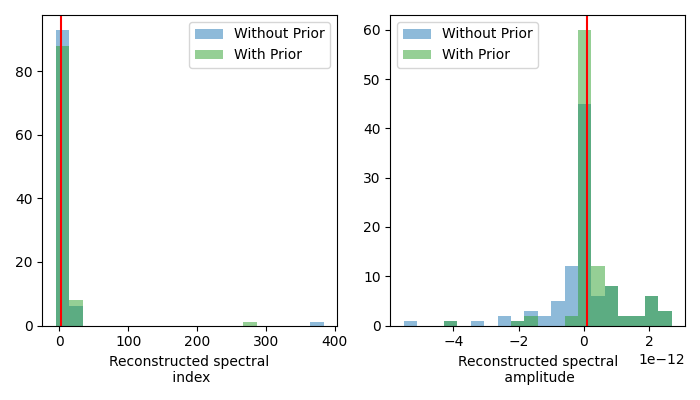 Without Prior
With Prior
80
60
40
20
0
0
100
200
300
400
Reconstructed spectral
index
Without Prior
With Prior
60
50
40
30
20
10
0
−4
−2
0
2
1e−12
Reconstructed spectral
amplitude